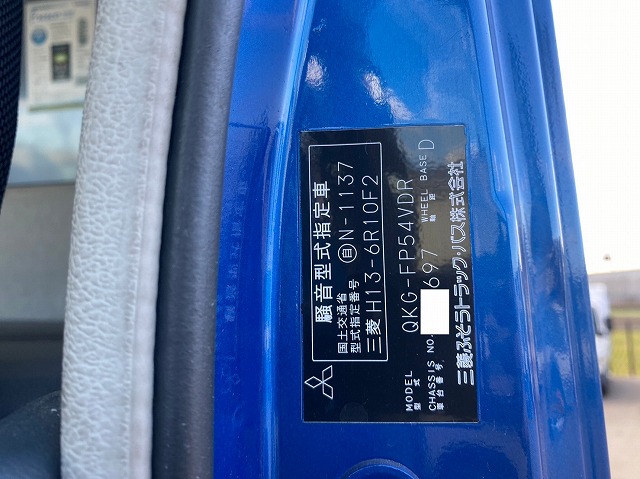 騒音型式指定車
国土交通省
型式指定番号 ㊐N-1137
三菱 H13-6R10F2
MODEL
型式 QKG-FP54VDR
CHASSIS NO.
車台番号 697
WHEEL BASE D
軸距
三菱ふそうトラック・バス株式会社